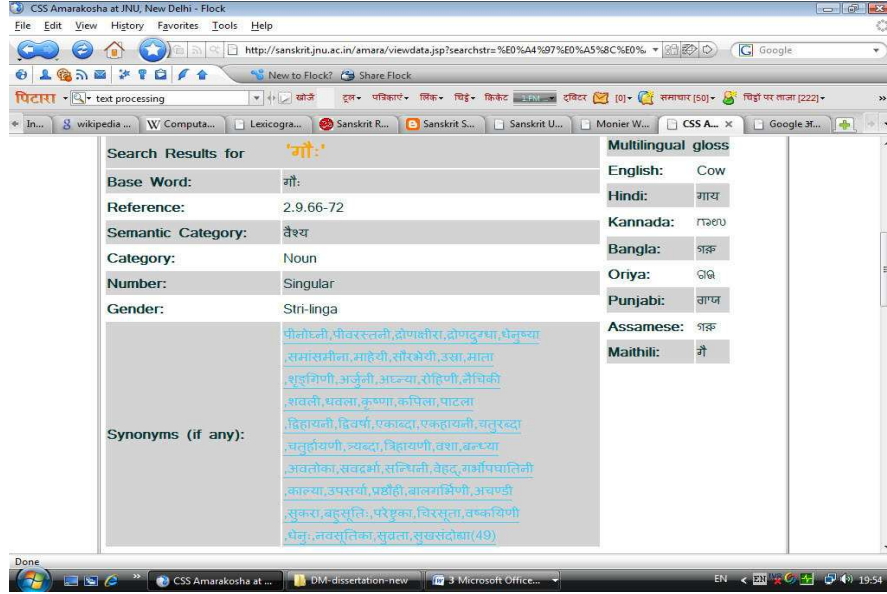 CSS Amarakosha at JNU, New Delhi - Flock
File Edit View History Favorites Tools Help
http://sanskrit.jnu.ac.in/amara/viewdata.jsp?searchstr=%E0%A4%97%E0%A5%8C%E0%. Google
New to Flock? Share Flock
पिटारा text processing खोजें टूल- पत्रिकाएं- लिंक- चिट्ठे- क्रिकेट ट्विटर [0]- समाचार [50]- चिट्ठों पर ताजा [222]- »
In... wikipedia ... Computa... Lexicogra... Sanskrit R... Sanskrit S... Sanskrit U... Monier W... CSS A... Google अ...
Search Results for 'गौः'
Base Word: गौः
Reference: 2.9.66-72
Semantic Category: वैश्य
Category: Noun
Number: Singular
Gender: Stri-linga
Synonyms (if any):
पीनोघ्नी,पीवरस्तनी,द्रोणक्षीरा,द्रोणदुग्धा,धेनुष्या
,समांसमीना,माहेयी,सौरभेयी,उस्रा,माता
,शृङ्गिणी,अर्जुनी,अघ्न्या,रोहिणी,नैचिकी
,शवली,धवला,कृष्णा,कपिला,पाटला
,द्विहायनी,द्विवर्षा,एकाब्दा,एकहायनी,चतुरब्दा
,चतुर्हायणी,त्र्यब्दा,त्रिहायणी,वशा,बन्ध्या
,अवतोका,स्रवद्गर्भा,सन्धिनी,वेहद्,गर्भोपघातिनी
,काल्या,उपसर्या,प्रष्ठौही,बालगर्भिणी,अचण्डी
,सुकरा,बहुसूतिः,परेष्टुका,चिरसूता,वष्कयिणी
,धेनुः,नवसूतिका,सुव्रता,सुखसंदोह्या(49)
Multilingual gloss
English: Cow
Hindi: गाय
Kannada:
Bangla: গরু
Oriya: ଗାଈ
Punjabi: ਗਾਂ
Assamese: গরু
Maithili: गै
Done
CSS Amarakosha at ... DM-dissertation-new 3 Microsoft Office... EN 19:54